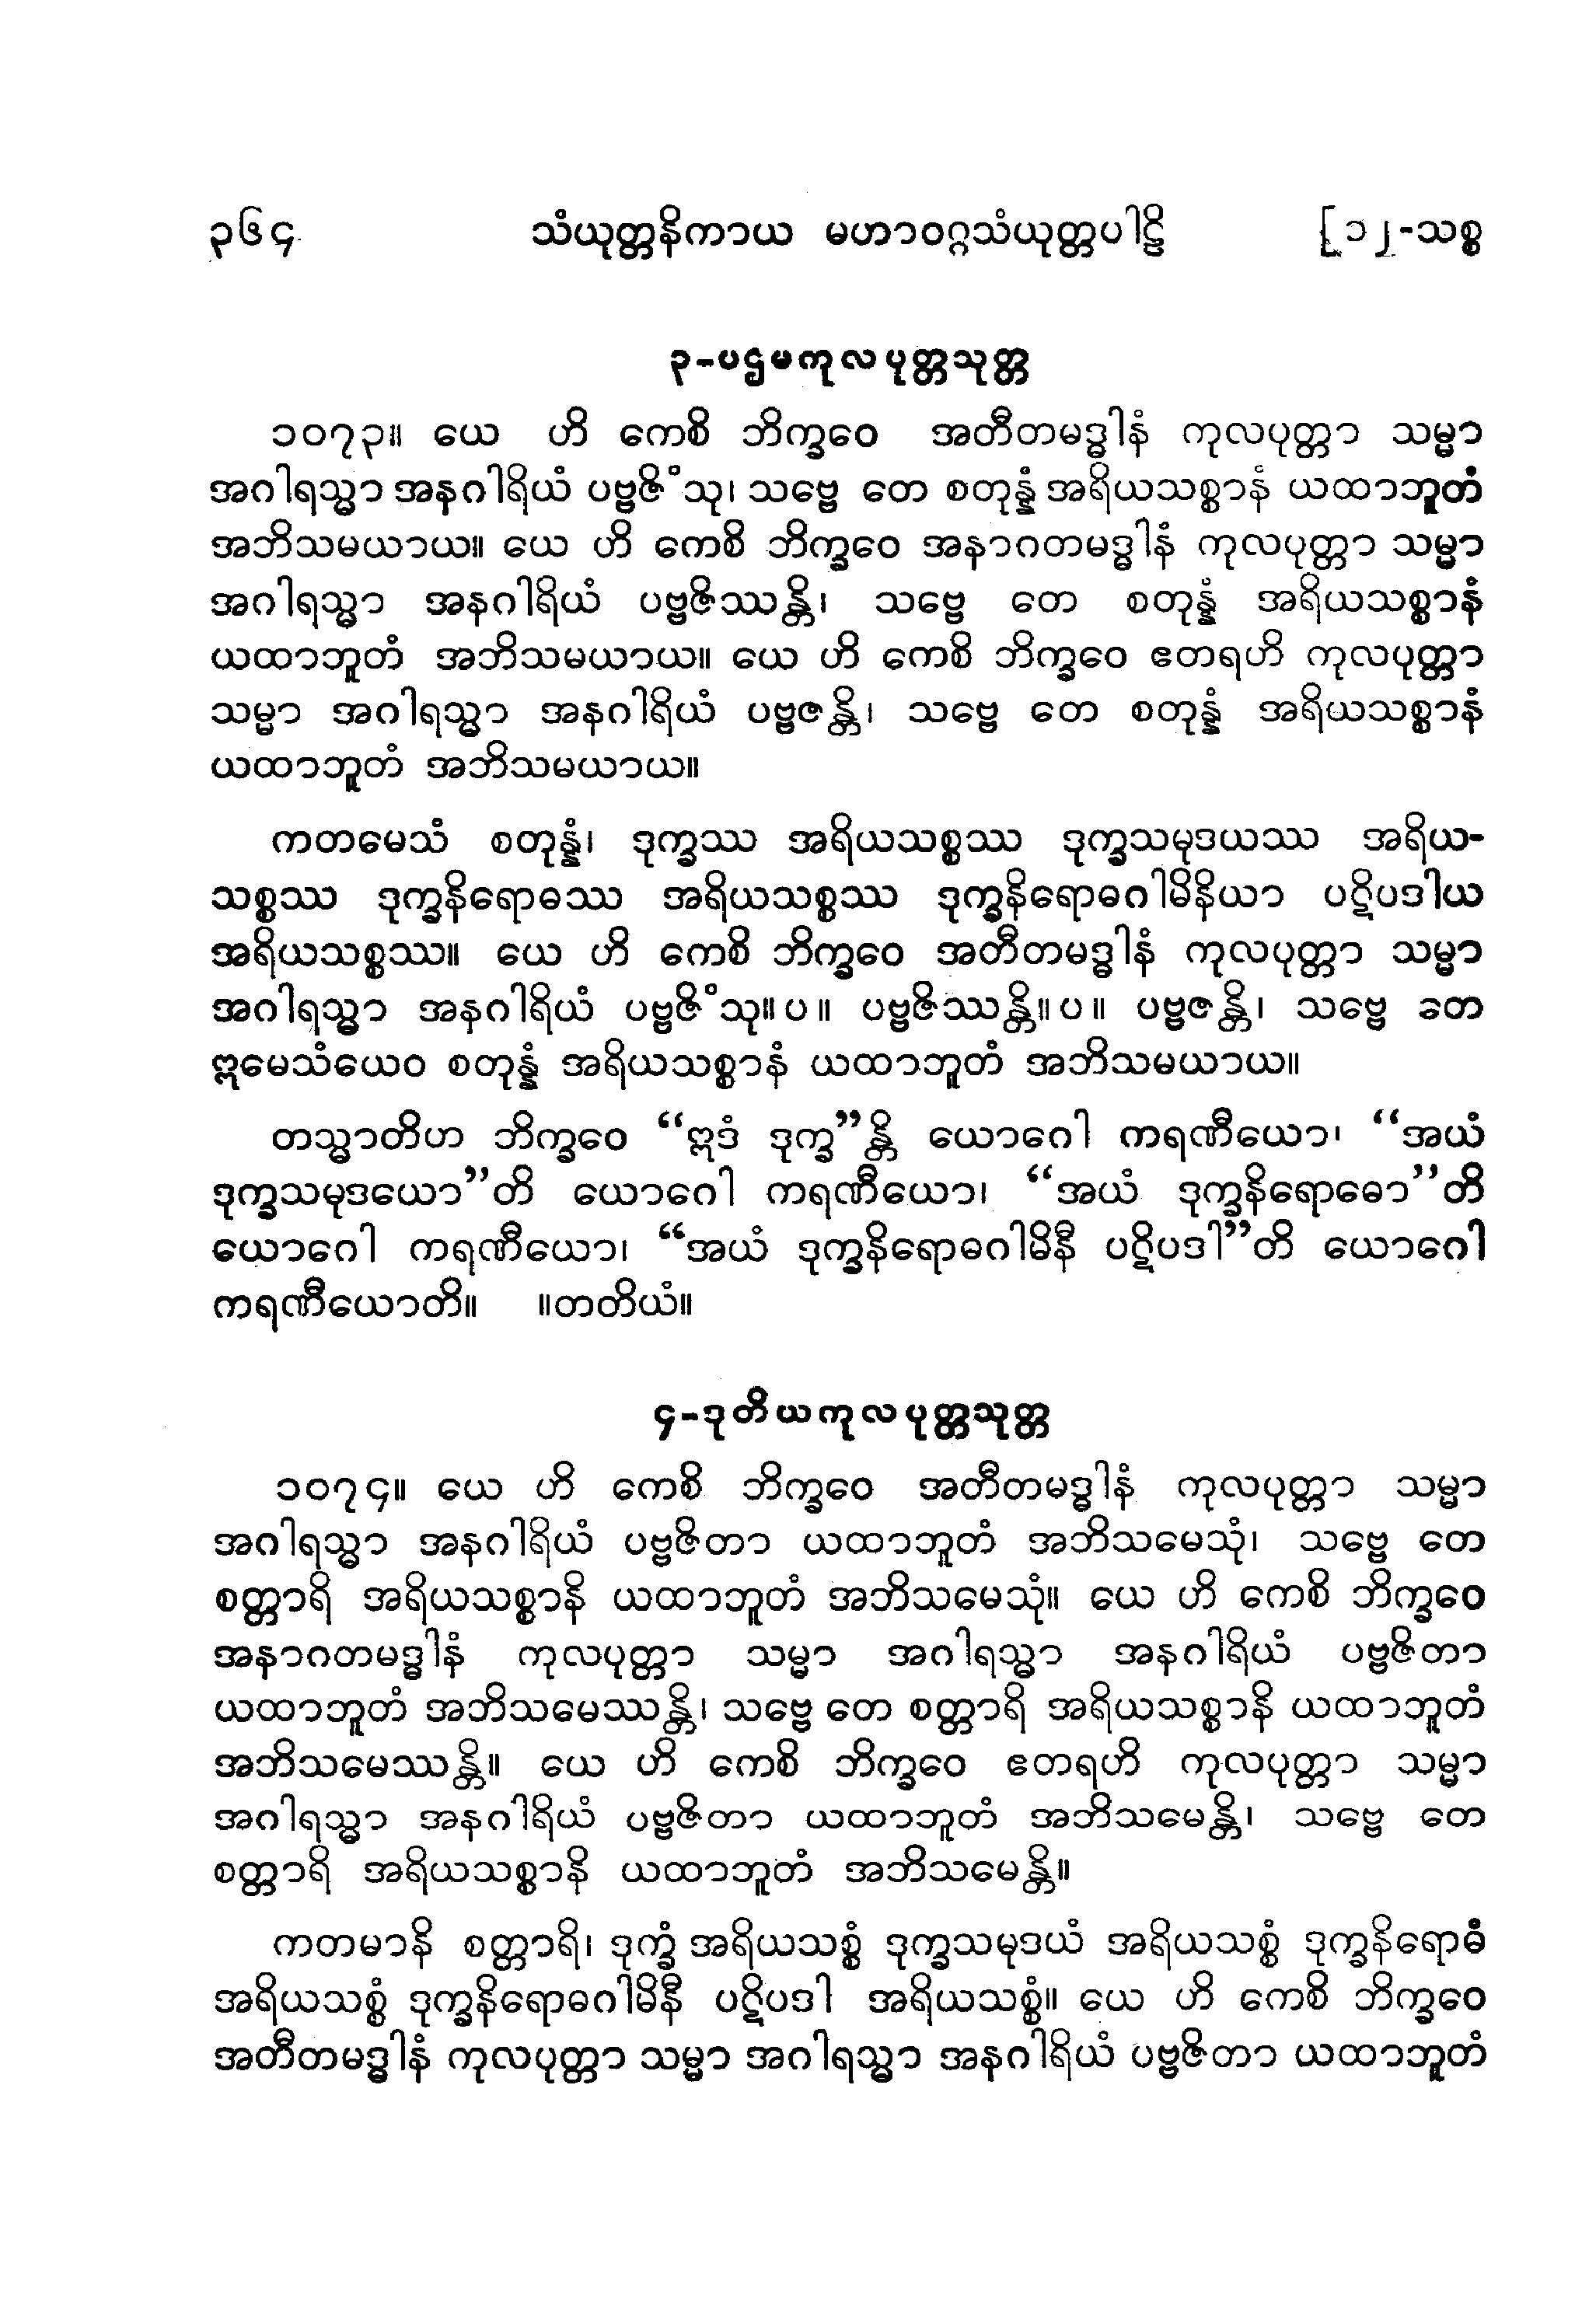 ၃၆၄ သံယုတ္တနိကာယ မဟာဝဂ္ဂသံယုတ္တပါဠိ [၁၂-သစ္စ
၃-ပဌမကုလပုတ္တသုတ္တ
၁၀၇၃။ ယေ ဟိ ကေစိ ဘိက္ခဝေ အတီတမဒ္ဓါနံ ကုလပုတ္တာ သမ္မာ
အဂါရသ္မာ အနဂါရိယံ ပဗ္ဗဇိံသု၊ သဗ္ဗေ တေ စတုန္နံ အရိယသစ္စာနံ ယထာဘူတံ
အဘိသမယာယ။ ယေ ဟိ ကေစိ ဘိက္ခဝေ အနာဂတမဒ္ဓါနံ ကုလပုတ္တာ သမ္မာ
အဂါရသ္မာ အနဂါရိယံ ပဗ္ဗဇိဿန္တိ၊ သဗ္ဗေ တေ စတုန္နံ အရိယသစ္စာနံ
ယထာဘူတံ အဘိသမယာယ။ ယေ ဟိ ကေစိ ဘိက္ခဝေ ဧတရဟိ ကုလပုတ္တာ
သမ္မာ အဂါရသ္မာ အနဂါရိယံ ပဗ္ဗဇန္တိ၊ သဗ္ဗေ တေ စတုန္နံ အရိယသစ္စာနံ
ယထာဘူတံ အဘိသမယာယ။
ကတမေသံ စတုန္နံ၊ ဒုက္ခဿ အရိယသစ္စဿ ဒုက္ခသမုဒယဿ အရိယ-
သစ္စဿ ဒုက္ခနိရောဓဿ အရိယသစ္စဿ ဒုက္ခနိရောဓဂါမိနိယာ ပဋိပဒါယ
အရိယသစ္စဿ။ ယေ ဟိ ကေစိ ဘိက္ခဝေ အတီတမဒ္ဓါနံ ကုလပုတ္တာ သမ္မာ
အဂါရသ္မာ အနဂါရိယံ ပဗ္ဗဇိံသု။ပ။ ပဗ္ဗဇိဿန္တိ။ပ။ ပဗ္ဗဇန္တိ၊ သဗ္ဗေ တေ
ဣမေသံယေဝ စတုန္နံ အရိယသစ္စာနံ ယထာဘူတံ အဘိသမယာယ။
တသ္မာတိဟ ဘိက္ခဝေ “ဣဒံ ဒုက္ခ”န္တိ ယောဂေါ ကရဏီယော၊ “အယံ
ဒုက္ခသမုဒယော”တိ ယောဂေါ ကရဏီယော၊ “အယံ ဒုက္ခနိရောဓော”တိ
ယောဂေါ ကရဏီယော၊ “အယံ ဒုက္ခနိရောဓဂါမိနီ ပဋိပဒါ”တိ ယောဂေါ
ကရဏီယောတိ။ ။တတိယံ။
၄-ဒုတိယကုလပုတ္တသုတ္တ
၁၀၇၄။ ယေ ဟိ ကေစိ ဘိက္ခဝေ အတီတမဒ္ဓါနံ ကုလပုတ္တာ သမ္မာ
အဂါရသ္မာ အနဂါရိယံ ပဗ္ဗဇိတာ ယထာဘူတံ အဘိသမေသုံ၊ သဗ္ဗေ တေ
စတ္တာရိ အရိယသစ္စာနိ ယထာဘူတံ အဘိသမေသုံ။ ယေ ဟိ ကေစိ ဘိက္ခဝေ
အနာဂတမဒ္ဓါနံ ကုလပုတ္တာ သမ္မာ အဂါရသ္မာ အနဂါရိယံ ပဗ္ဗဇိတာ
ယထာဘူတံ အဘိသမေဿန္တိ၊ သဗ္ဗေ တေ စတ္တာရိ အရိယသစ္စာနိ ယထာဘူတံ
အဘိသမေဿန္တိ။ ယေ ဟိ ကေစိ ဘိက္ခဝေ ဧတရဟိ ကုလပုတ္တာ သမ္မာ
အဂါရသ္မာ အနဂါရိယံ ပဗ္ဗဇိတာ ယထာဘူတံ အဘိသမေန္တိ၊ သဗ္ဗေ တေ
စတ္တာရိ အရိယသစ္စာနိ ယထာဘူတံ အဘိသမေန္တိ။
ကတမာနိ စတ္တာရိ၊ ဒုက္ခံ အရိယသစ္စံ ဒုက္ခသမုဒယံ အရိယသစ္စံ ဒုက္ခနိရောဓံ
အရိယသစ္စံ ဒုက္ခနိရောဓဂါမိနီ ပဋိပဒါ အရိယသစ္စံ။ ယေ ဟိ ကေစိ ဘိက္ခဝေ
အတီတမဒ္ဓါနံ ကုလပုတ္တာ သမ္မာ အဂါရသ္မာ အနဂါရိယံ ပဗ္ဗဇိတာ ယထာဘူတံ